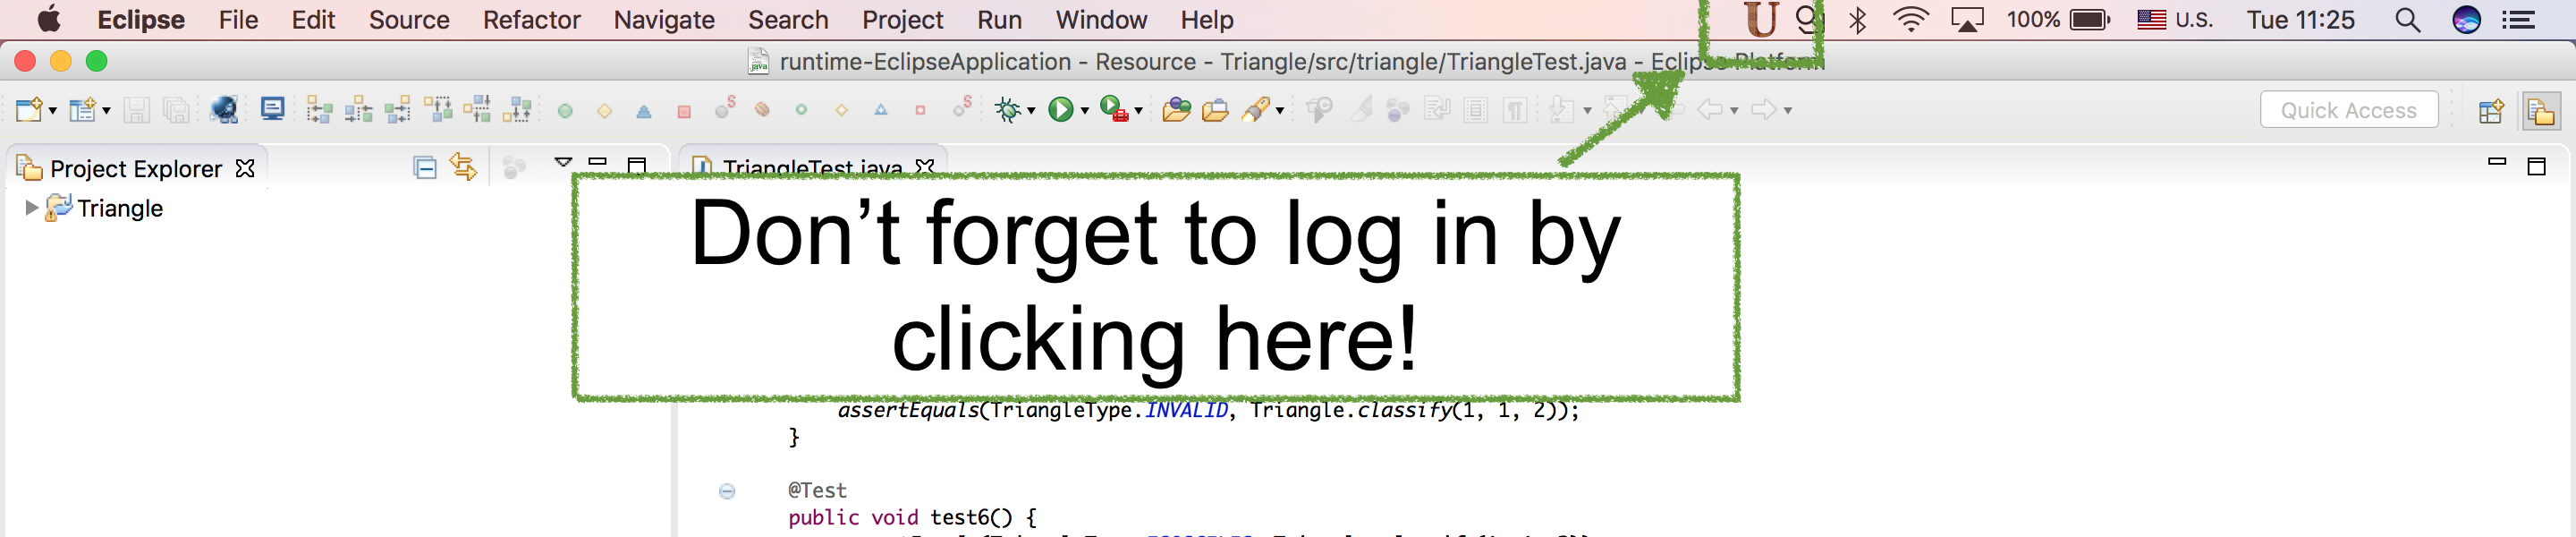 Eclipse File Edit Source Refactor Navigate Search Project Run Window Help U 100% U.S. Tue 11:25
runtime-EclipseApplication - Resource - Triangle/src/triangle/TriangleTest.java - Eclipse Platform
Quick Access
Project Explorer
TriangleTest.java
Triangle
Don’t forget to log in by
clicking here!
assertEquals(TriangleType.INVALID, Triangle.classify(1, 1, 2));
}
@Test
public void test6() {